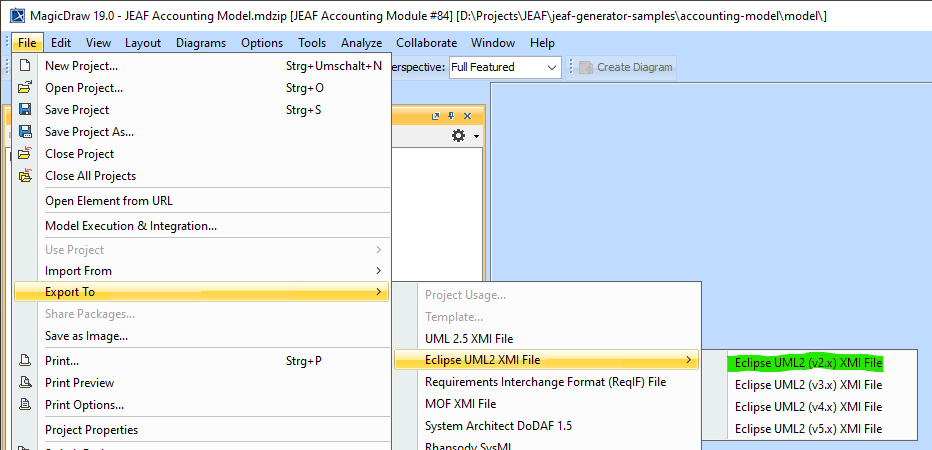 MagicDraw 19.0 - JEAF Accounting Model.mdzip [JEAF Accounting Module #84] [D:\Projects\JEAF\jeaf-generator-samples\accounting-model\model\]
File Edit View Layout Diagrams Options Tools Analyze Collaborate Window Help
New Project... Strg+Umschalt+N
erspective: Full Featured
Create Diagram
Open Project... Strg+O
Save Project Strg+S
Save Project As...
Close Project
Close All Projects
Open Element from URL
Model Execution & Integration...
Use Project
Import From
Export To
Share Packages...
Save as Image...
Print... Strg+P
Print Preview
Print Options...
Project Properties
Project Usage...
Template...
UML 2.5 XMI File
Eclipse UML2 XMI File
Requirements Interchange Format (ReqIF) File
MOF XMI File
System Architect DoDAF 1.5
Rhapsody SysML
Eclipse UML2 (v2.x) XMI File
Eclipse UML2 (v3.x) XMI File
Eclipse UML2 (v4.x) XMI File
Eclipse UML2 (v5.x) XMI File